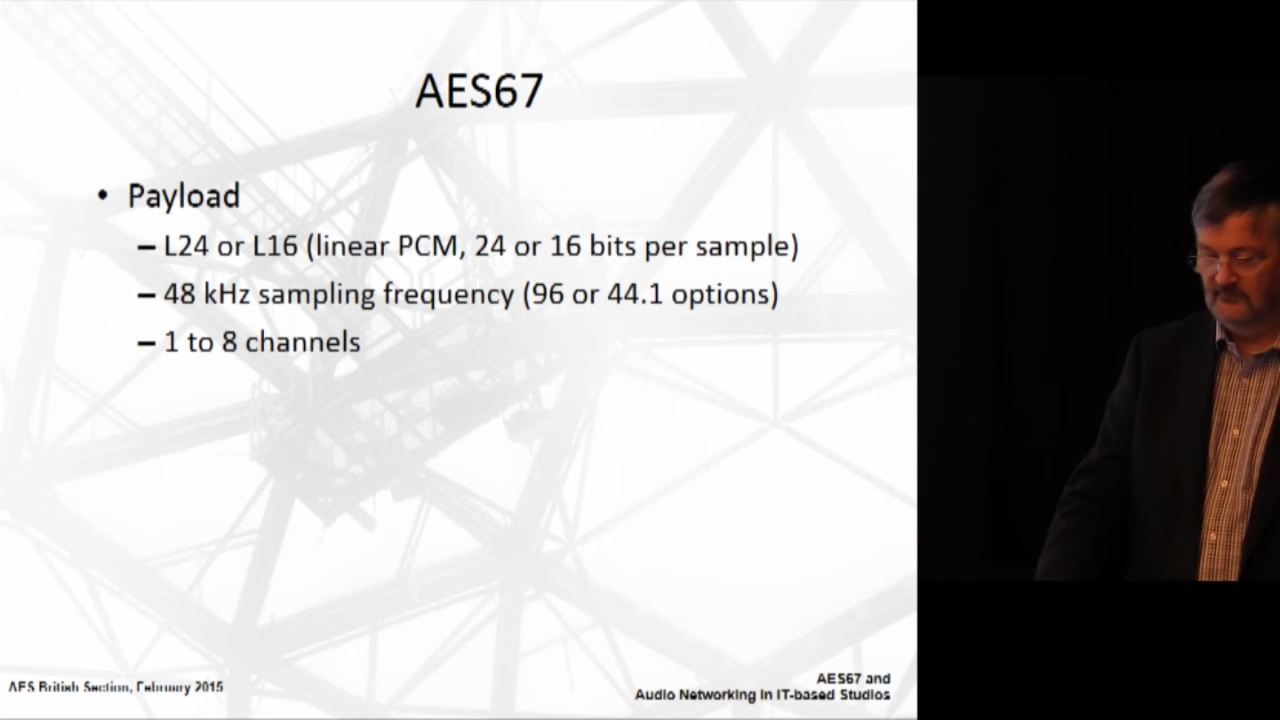 AES67
• Payload
– L24 or L16 (linear PCM, 24 or 16 bits per sample)
– 48 kHz sampling frequency (96 or 44.1 options)
– 1 to 8 channels
AES British Section, February 2015
AES67 and
Audio Networking in IT-based Studios